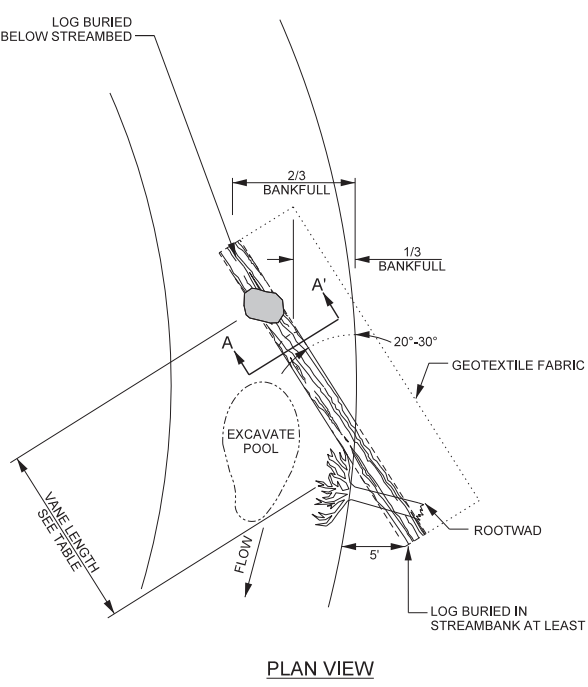 LOG BURIED
BELOW STREAMBED
2/3
BANKFULL
1/3
BANKFULL
A'
A
20°-30°
GEOTEXTILE FABRIC
EXCAVATE
POOL
VANE LENGTH
SEE TABLE
FLOW
ROOTWAD
5'
LOG BURIED IN
STREAMBANK AT LEAST
PLAN VIEW